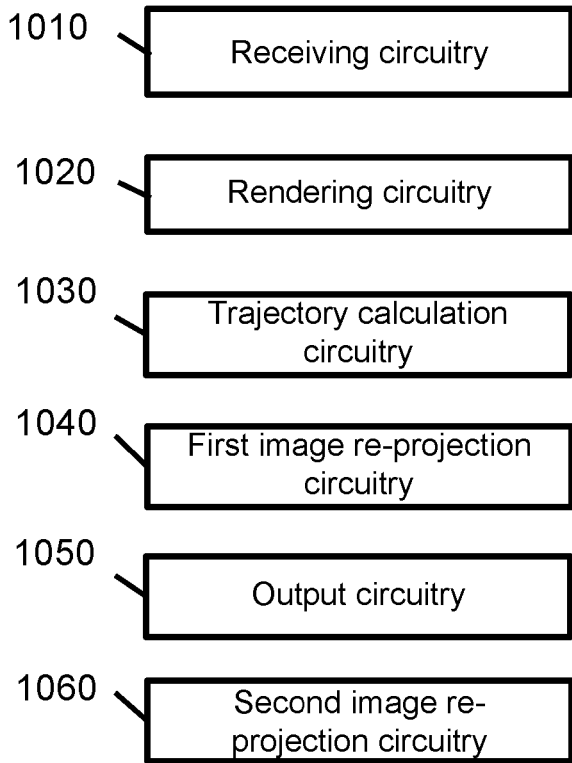 1010
Receiving circuitry
1020
Rendering circuitry
1030
Trajectory calculation
circuitry
1040
First image re-projection
circuitry
1050
Output circuitry
1060
Second image re-
projection circuitry